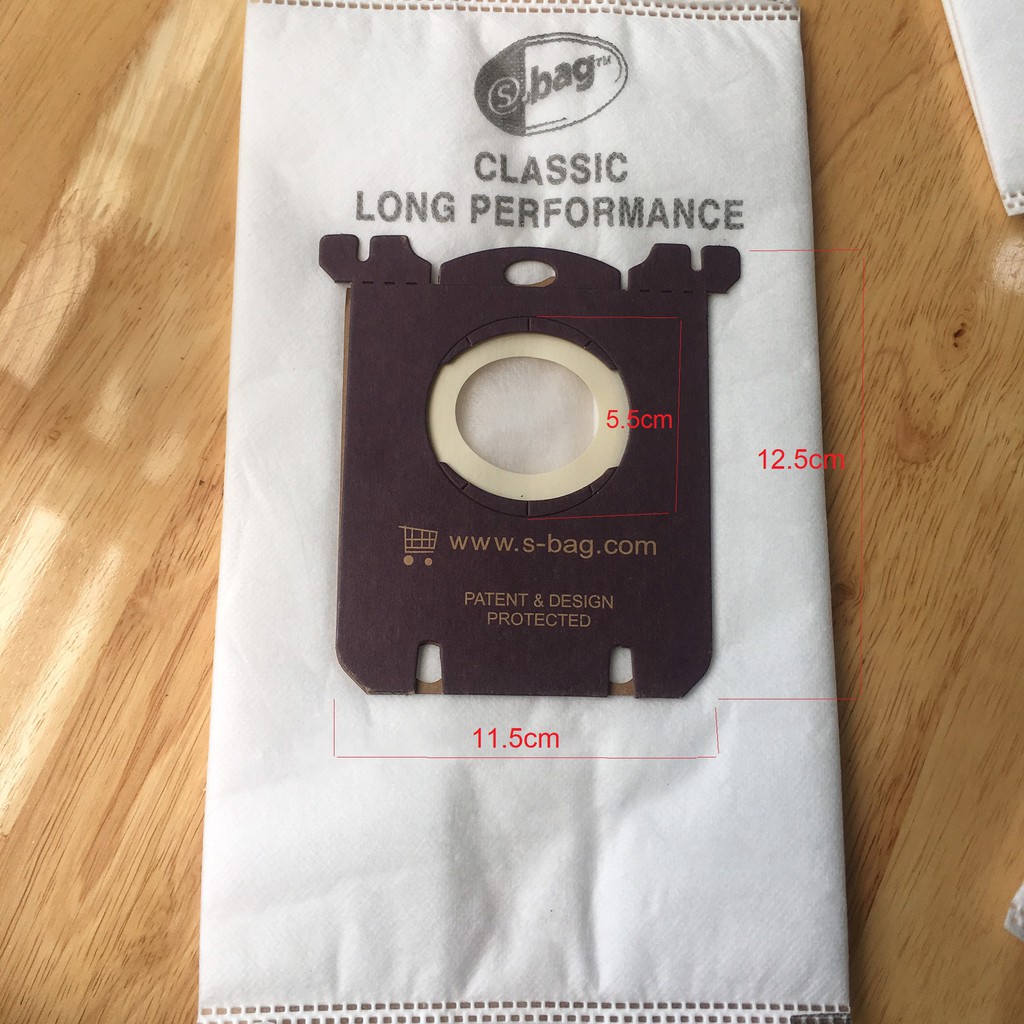 s-bag™
CLASSIC
LONG PERFORMANCE
5.5cm
12.5cm
www.s-bag.com
PATENT & DESIGN
PROTECTED
11.5cm